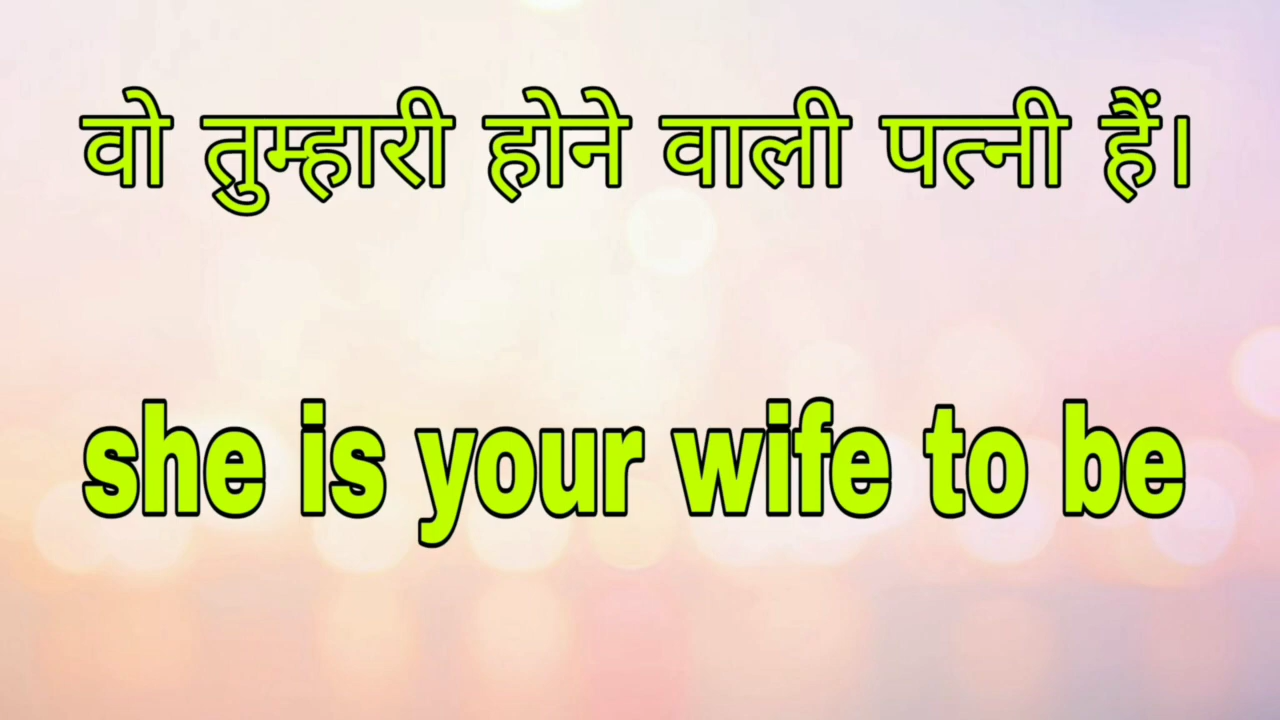 वो तुम्हारी होने वाली पत्नी हैं।
she is your wife to be